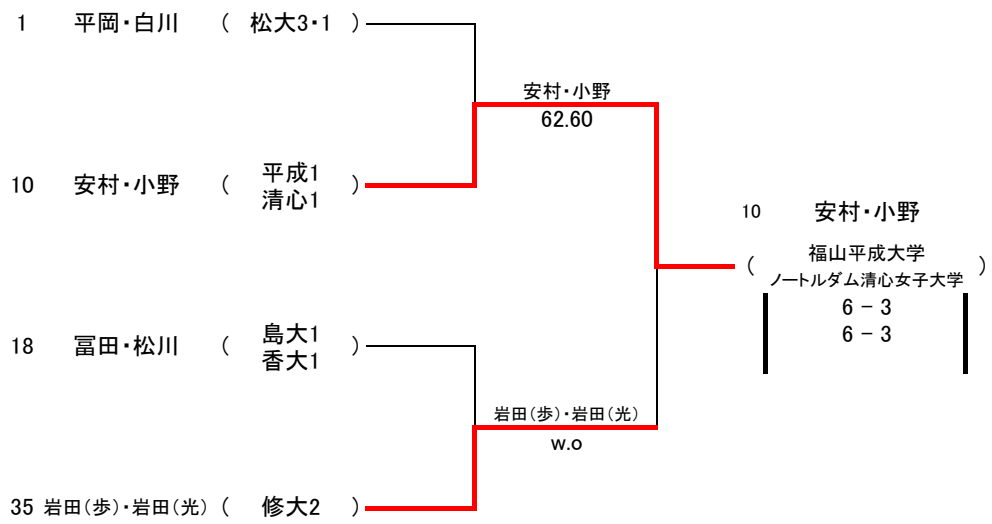 1 平岡・白川 ( 松大3・1 )
安村・小野
62.60
10 安村・小野 ( 平成1 清心1 )
10 安村・小野
( 福山平成大学 )
ノートルダム清心女子大学
6 − 3
6 − 3
18 冨田・松川 ( 島大1 香大1 )
岩田(歩)・岩田(光)
w.o
35 岩田(歩)・岩田(光) ( 修大2 )